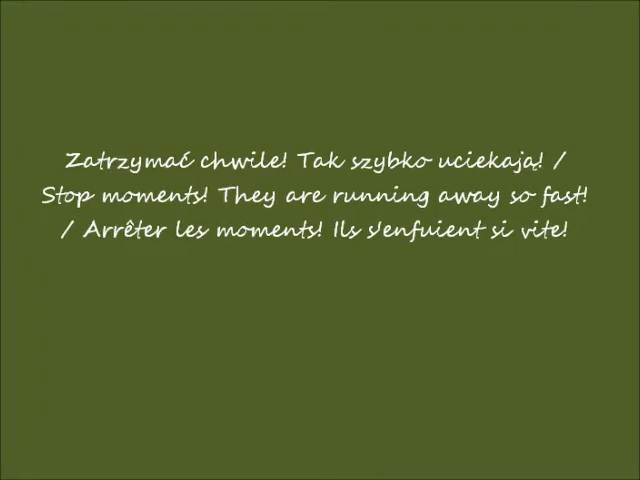 Zatrzymać chwile! Tak szybko uciekają! /
Stop moments! They are running away so fast!
/ Arrêter les moments! Ils s'enfuient si vite!